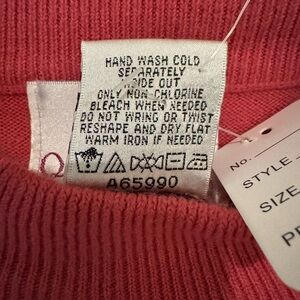 HAND WASH COLD
SEPARATELY
INSIDE OUT
ONLY NON-CHLORINE
BLEACH WHEN NEEDED
DO NOT WRING OR TWIST
RESHAPE AND DRY FLAT
WARM IRON IF NEEDED
A65990
Q
No.
STYLE
SIZE